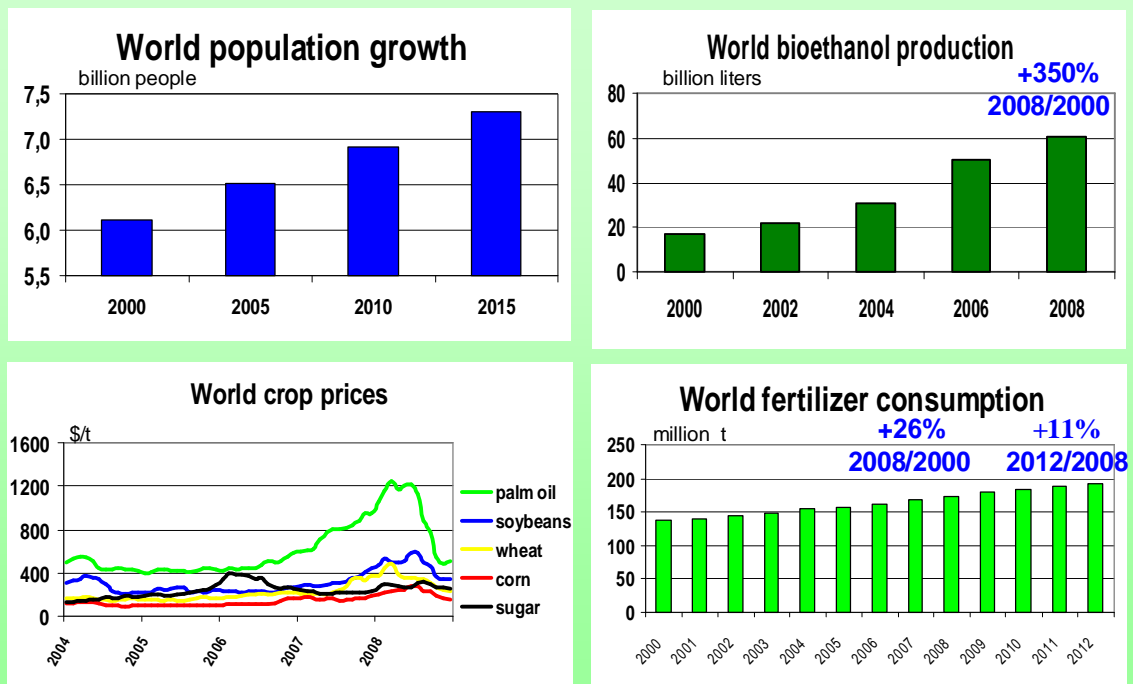 World population growth
billion people
7,5
7,0
6,5
6,0
5,5
2000 2005 2010 2015
World bioethanol production
billion liters
+350%
2008/2000
80
60
40
20
0
2000 2002 2004 2006 2008
World crop prices
$/t
1600
1200
800
400
0
2004 2005 2006 2007 2008
palm oil
soybeans
wheat
corn
sugar
World fertilizer consumption
million t
+26%
+11%
2008/2000
2012/2008
250
200
150
100
50
0
2000 2001 2002 2003 2004 2005 2006 2007 2008 2009 2010 2011 2012